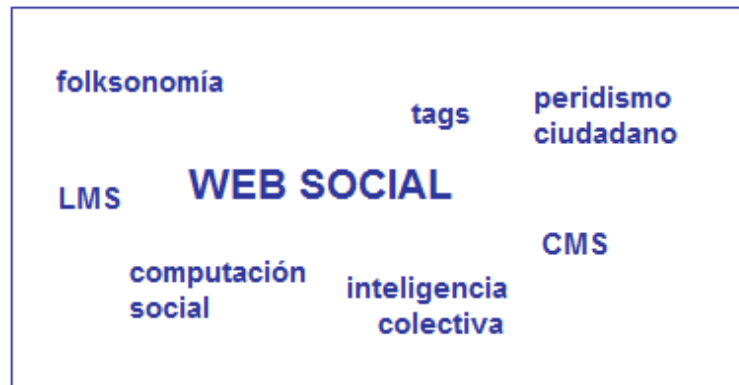 folksonomía
tags
peridismo
ciudadano
WEB SOCIAL
LMS
CMS
computación
social
inteligencia
colectiva